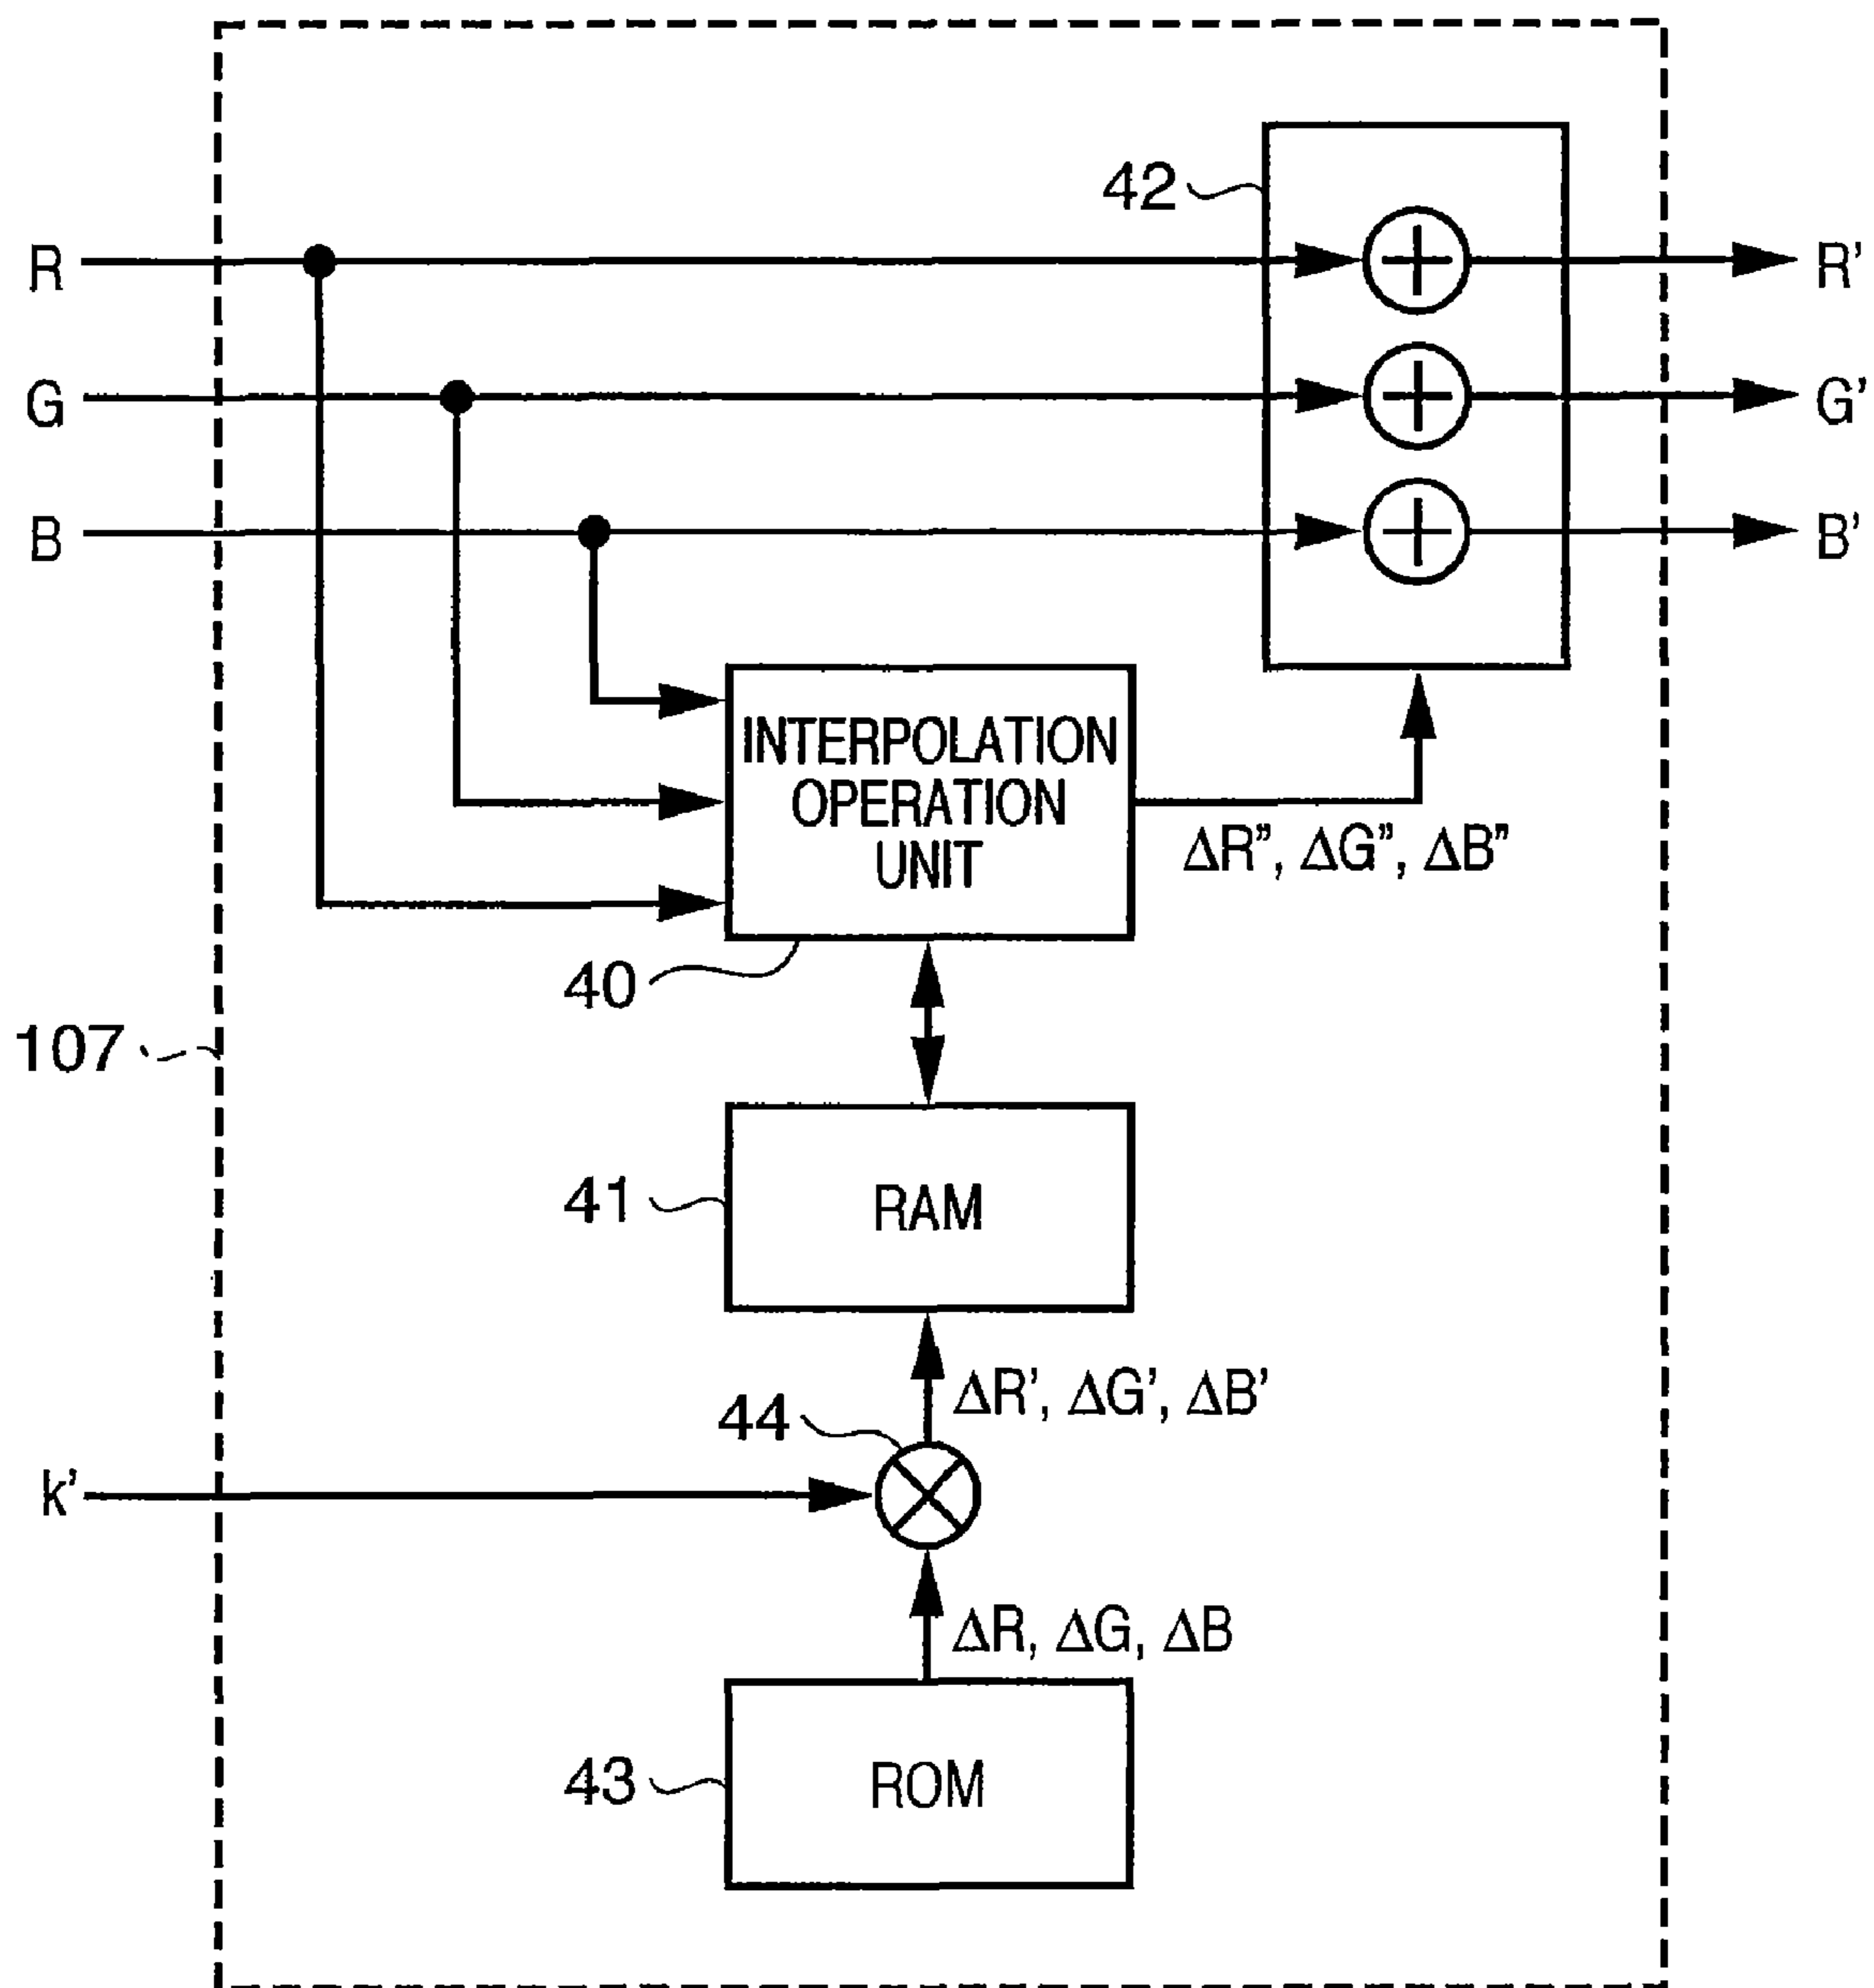 42
R
R’
G
G’
B
B’
INTERPOLATION
OPERATION
UNIT
ΔR”, ΔG”, ΔB”
40
107
41
RAM
ΔR’, ΔG’, ΔB’
44
k’
ΔR, ΔG, ΔB
43
ROM